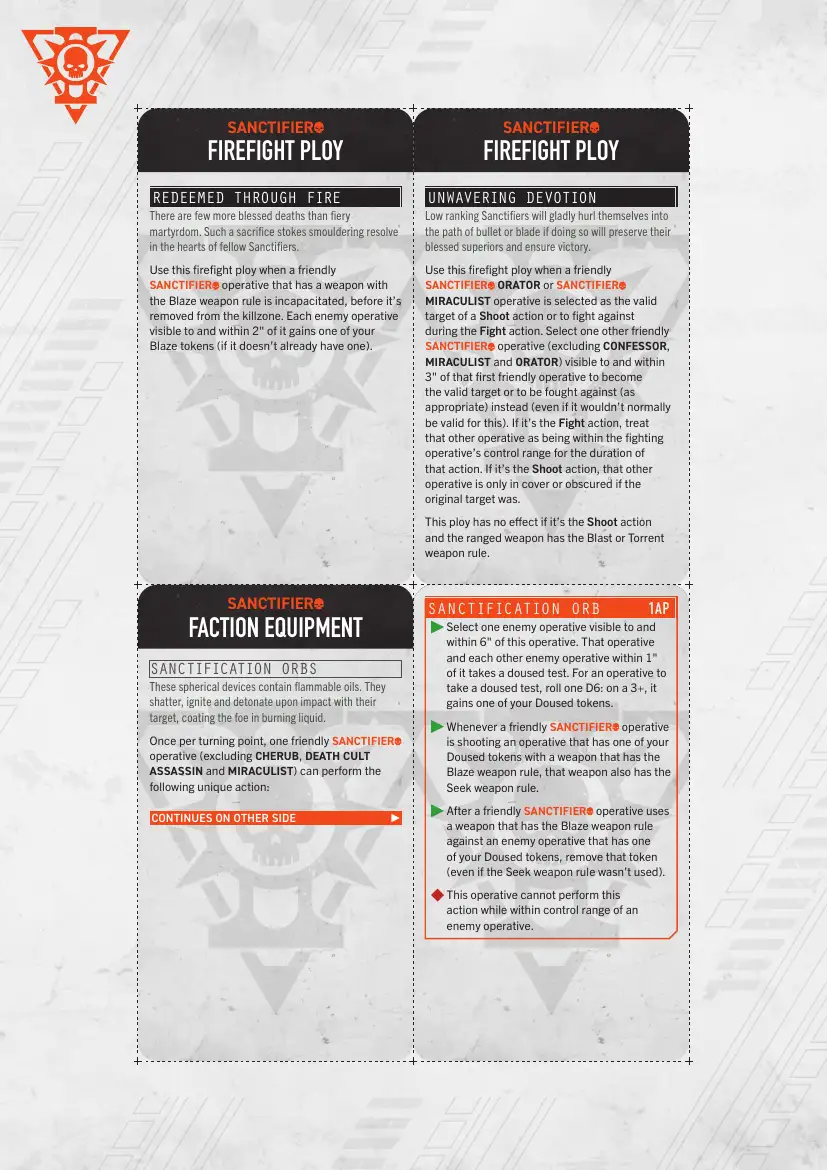 SANCTIFIER
FIREFIGHT PLOY
REDEEMED THROUGH FIRE
There are few more blessed deaths than fiery
martyrdom. Such a sacrifice stokes smouldering resolve
in the hearts of fellow Sanctifiers.
Use this firefight ploy when a friendly
SANCTIFIER operative that has a weapon with
the Blaze weapon rule is incapacitated, before it's
removed from the killzone. Each enemy operative
visible to and within 2" of it gains one of your
Blaze tokens (if it doesn't already have one).
SANCTIFIER
FIREFIGHT PLOY
UNWAVERING DEVOTION
Low ranking Sanctifiers will gladly hurl themselves into
the path of bullet or blade if doing so will preserve their
blessed superiors and ensure victory.
Use this firefight ploy when a friendly
SANCTIFIER ORATOR or SANCTIFIER
MIRACULIST operative is selected as the valid
target of a Shoot action or to fight against
during the Fight action. Select one other friendly
SANCTIFIER operative (excluding CONFESSOR,
MIRACULIST and ORATOR) visible to and within
3" of that first friendly operative to become
the valid target or to be fought against (as
appropriate) instead (even if it wouldn't normally
be valid for this). If it's the Fight action, treat
that other operative as being within the fighting
operative's control range for the duration of
that action. If it's the Shoot action, that other
operative is only in cover or obscured if the
original target was.
This ploy has no effect if it's the Shoot action
and the ranged weapon has the Blast or Torrent
weapon rule.
SANCTIFIER
FACTION EQUIPMENT
SANCTIFICATION ORBS
These spherical devices contain flammable oils. They
shatter, ignite and detonate upon impact with their
target, coating the foe in burning liquid.
Once per turning point, one friendly SANCTIFIER
operative (excluding CHERUB, DEATH CULT
ASSASSIN and MIRACULIST) can perform the
following unique action:
CONTINUES ON OTHER SIDE
SANCTIFICATION ORB 1AP
Select one enemy operative visible to and
within 6" of this operative. That operative
and each other enemy operative within 1"
of it takes a doused test. For an operative to
take a doused test, roll one D6: on a 3+, it
gains one of your Doused tokens.
Whenever a friendly SANCTIFIER operative
is shooting an operative that has one of your
Doused tokens with a weapon that has the
Blaze weapon rule, that weapon also has the
Seek weapon rule.
After a friendly SANCTIFIER operative uses
a weapon that has the Blaze weapon rule
against an enemy operative that has one
of your Doused tokens, remove that token
(even if the Seek weapon rule wasn't used).
This operative cannot perform this
action while within control range of an
enemy operative.